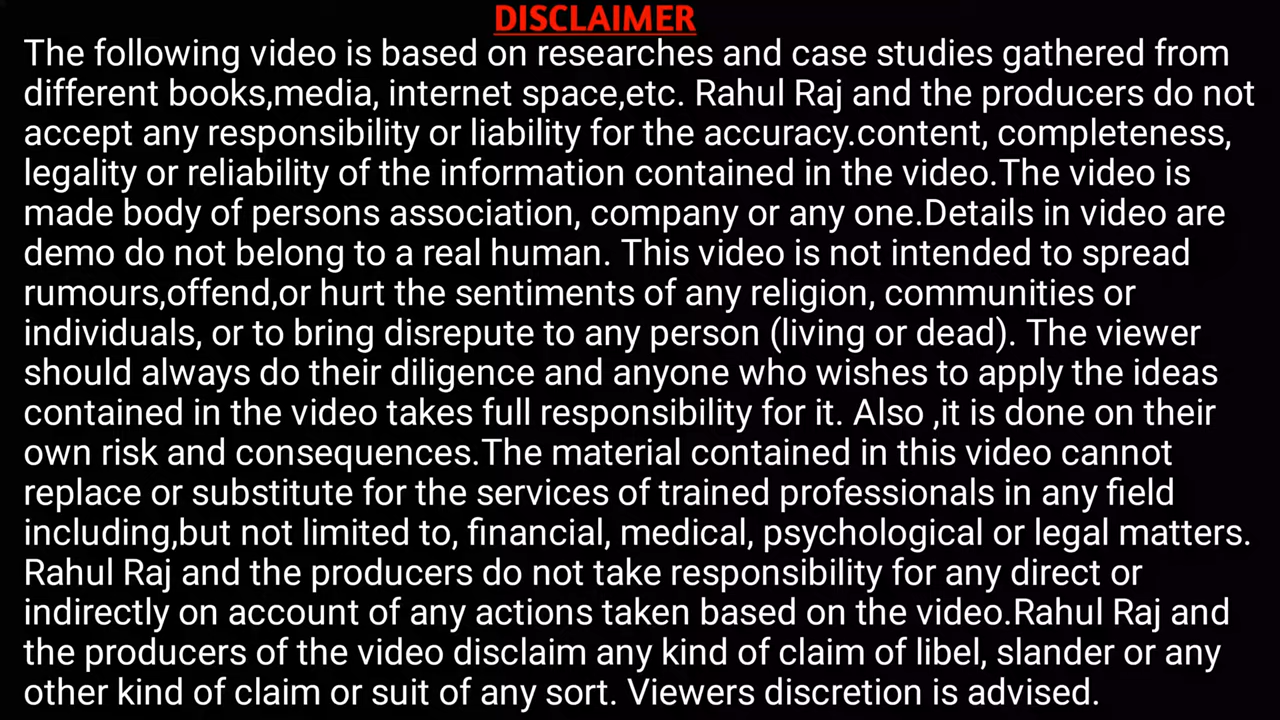 DISCLAIMER
The following video is based on researches and case studies gathered from
different books,media, internet space,etc. Rahul Raj and the producers do not
accept any responsibility or liability for the accuracy.content, completeness,
legality or reliability of the information contained in the video.The video is
made body of persons association, company or any one.Details in video are
demo do not belong to a real human. This video is not intended to spread
rumours,offend,or hurt the sentiments of any religion, communities or
individuals, or to bring disrepute to any person (living or dead). The viewer
should always do their diligence and anyone who wishes to apply the ideas
contained in the video takes full responsibility for it. Also ,it is done on their
own risk and consequences.The material contained in this video cannot
replace or substitute for the services of trained professionals in any field
including,but not limited to, financial, medical, psychological or legal matters.
Rahul Raj and the producers do not take responsibility for any direct or
indirectly on account of any actions taken based on the video.Rahul Raj and
the producers of the video disclaim any kind of claim of libel, slander or any
other kind of claim or suit of any sort. Viewers discretion is advised.